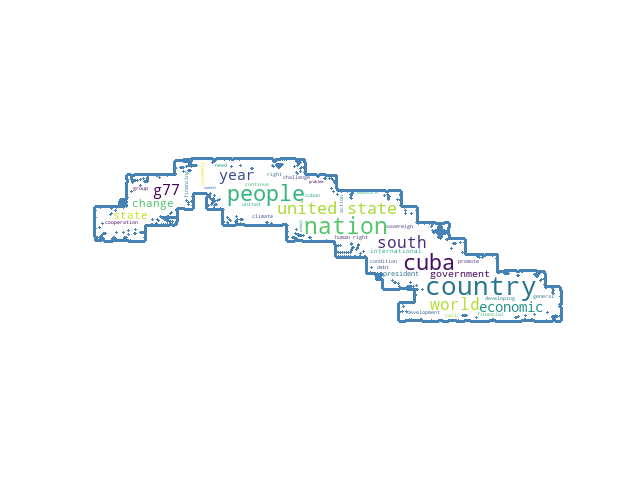 need
right
year
challenge
problem
group
g77
continue
people
cuban
action
change
united
united state
state
climate
cooperation
nation
sovereign
human right
south
international
condition
cuba
promote
debt
president
government
country
world
developing
general
economic
development
call
financial
financing